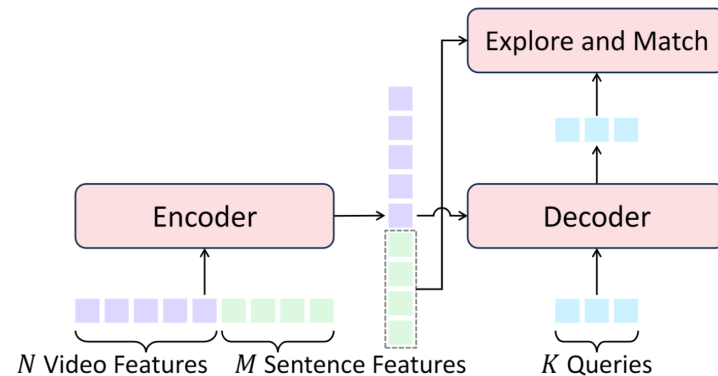 Explore and Match
Encoder
Decoder
N Video Features
M Sentence Features
K Queries